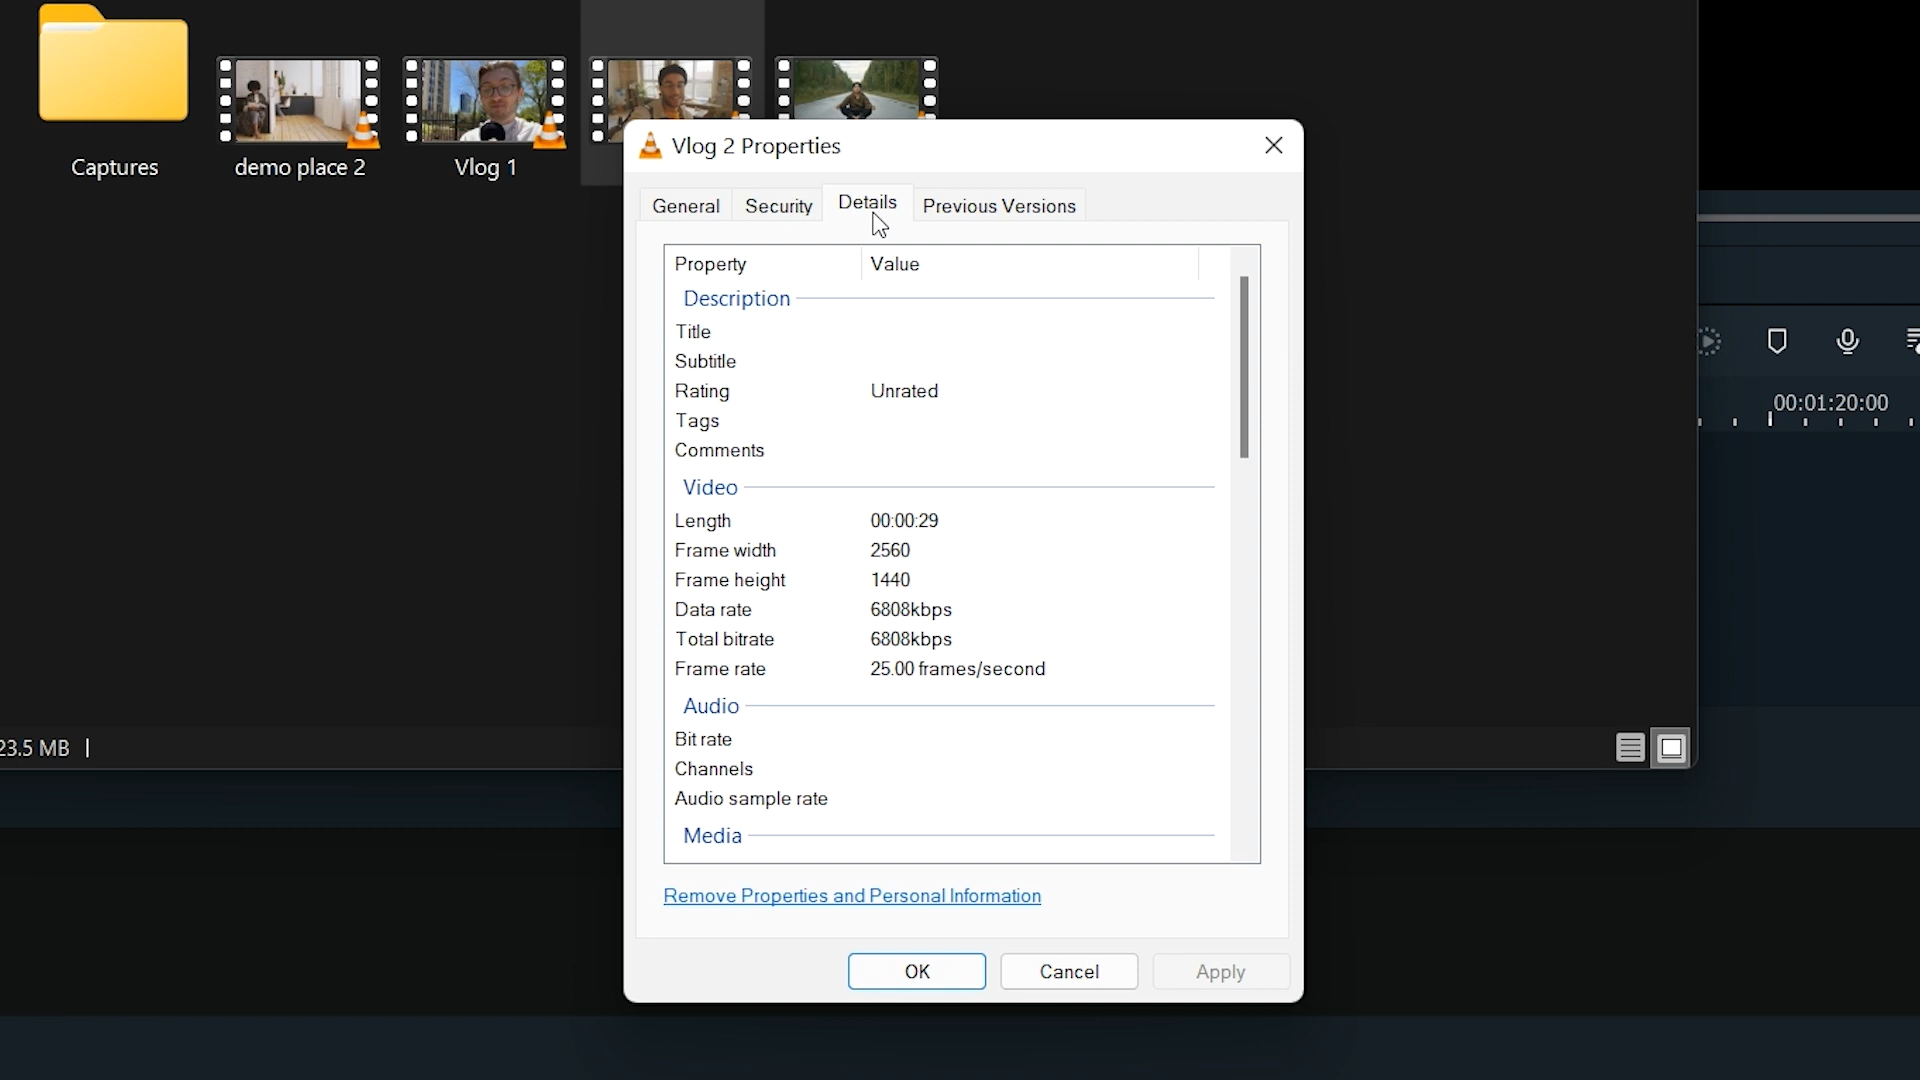 Captures
demo place 2
Vlog 1
Vlog 2 Properties
General Security Details Previous Versions
Property Value
Description
Title
Subtitle
Rating Unrated
Tags
Comments
Video
Length 00:00:29
Frame width 2560
Frame height 1440
Data rate 6808kbps
Total bitrate 6808kbps
Frame rate 25.00 frames/second
Audio
Bit rate
Channels
Audio sample rate
Media
Remove Properties and Personal Information
OK Cancel Apply
23.5 MB
00:01:20:00